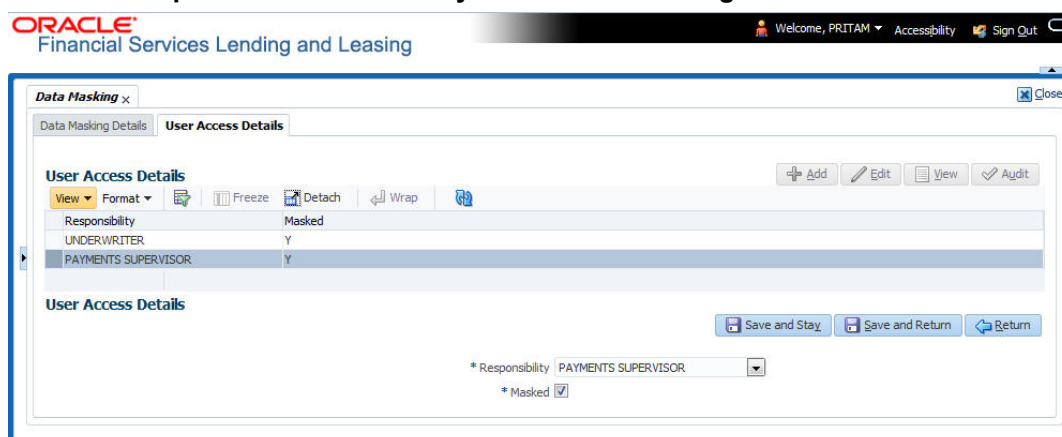 ORACLE
Welcome, PRITAM Accessibility Sign Out
Financial Services Lending and Leasing
Data Masking x
Close
Data Masking Details User Access Details
User Access Details
Add Edit View Audit
View Format Freeze Detach Wrap
Responsibility Masked
UNDERWRITER Y
PAYMENTS SUPERVISOR Y
User Access Details
Save and Stay Save and Return Return
* Responsibility PAYMENTS SUPERVISOR
* Masked